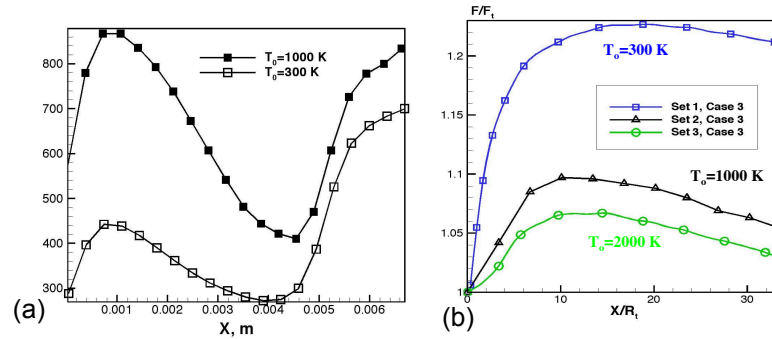 800
700
600
500
400
300
0.001
0.002
0.003
0.004
0.005
0.006
X, m
T₀=1000 K
T₀=300 K
(a)
F/Fₜ
1.2
1.15
1.1
1.05
1
0
10
20
30
X/Rₜ
Tₒ=300 K
Set 1, Case 3
Set 2, Case 3
Set 3, Case 3
Tₒ=1000 K
Tₒ=2000 K
(b)